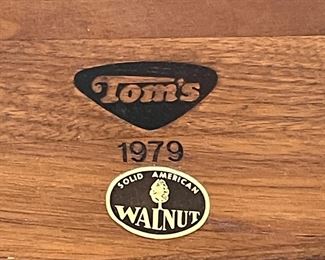 Tom's
1979
SOLID AMERICAN
WALNUT